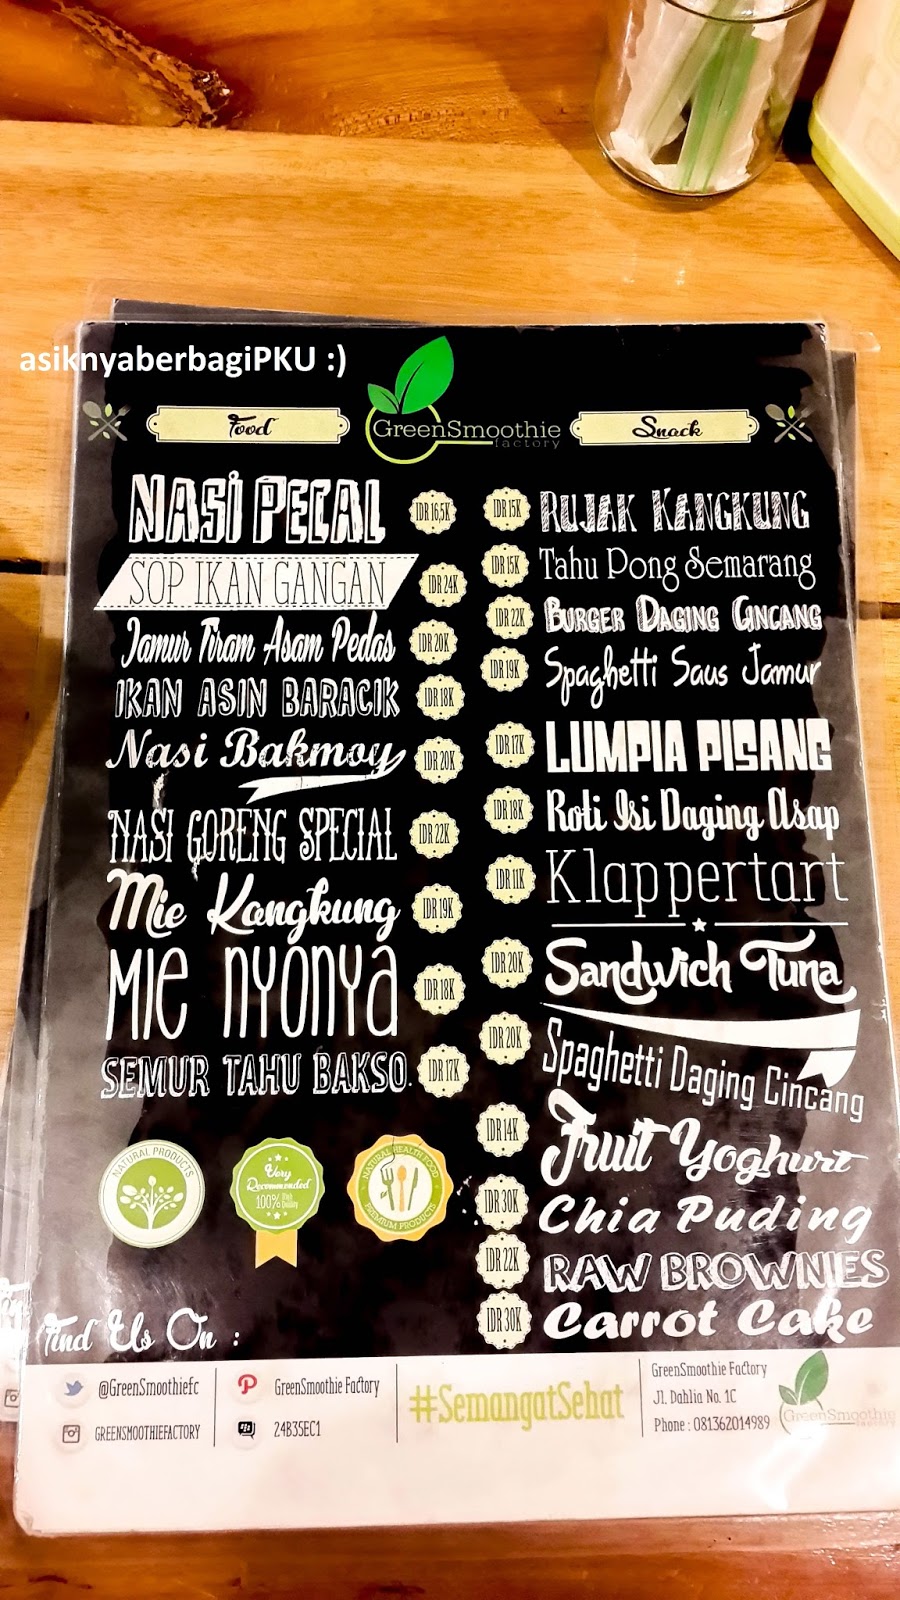 asiknyaberbagiPKU :)
Food
GreenSmoothie
factory
Snack
NASI PECAL IDR 16,5K
SOP IKAN GANGAN IDR 24K
Jamur Tiram Asam Pedas IDR 20K
IKAN ASIN BARACIK IDR 18K
Nasi Bakmoy IDR 20K
NASI GORENG SPECIAL IDR 22K
Mie Kangkung IDR 19K
MIE NYONYA IDR 18K
SEMUR TAHU BAKSO. IDR 17K
IDR 15K RUJAK KANGKUNG
IDR 15K Tahu Pong Semarang
IDR 22K BURGER DAGING CINCANG
IDR 19K Spaghetti Saus Jamur
IDR 17K LUMPIA PISANG
IDR 18K Roti Isi Daging Asap
IDR 11K Klappertart
IDR 20K Sandwich Tuna
IDR 20K Spaghetti Daging Cincang
IDR 14K Fruit Yoghurt
IDR 30K Chia Puding
IDR 22K RAW BROWNIES
IDR 30K Carrot Cake
NATURAL PRODUCTS
Very
Recommended
100%
NATURAL HEALTH FOOD
PREMIUM PRODUCTS
Find Us On :
@GreenSmoothiefc
GREENSMOOTHIEFACTORY
GreenSmoothie Factory
24B35EC1
#SemangatSehat
GreenSmoothie Factory
Jl. Dahlia No. 1C
Phone : 081362014989
GreenSmoothie
factory